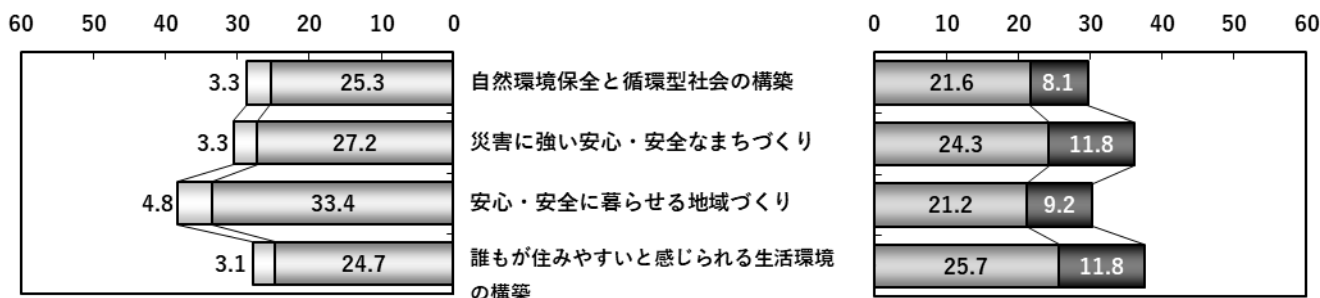 60 50 40 30 20 10 0 0 10 20 30 40 50 60
3.3 25.3 自然環境保全と循環型社会の構築 21.6 8.1
3.3 27.2 災害に強い安心・安全なまちづくり 24.3 11.8
4.8 33.4 安心・安全に暮らせる地域づくり 21.2 9.2
3.1 24.7 誰もが住みやすいと感じられる生活環境 25.7 11.8
の構築